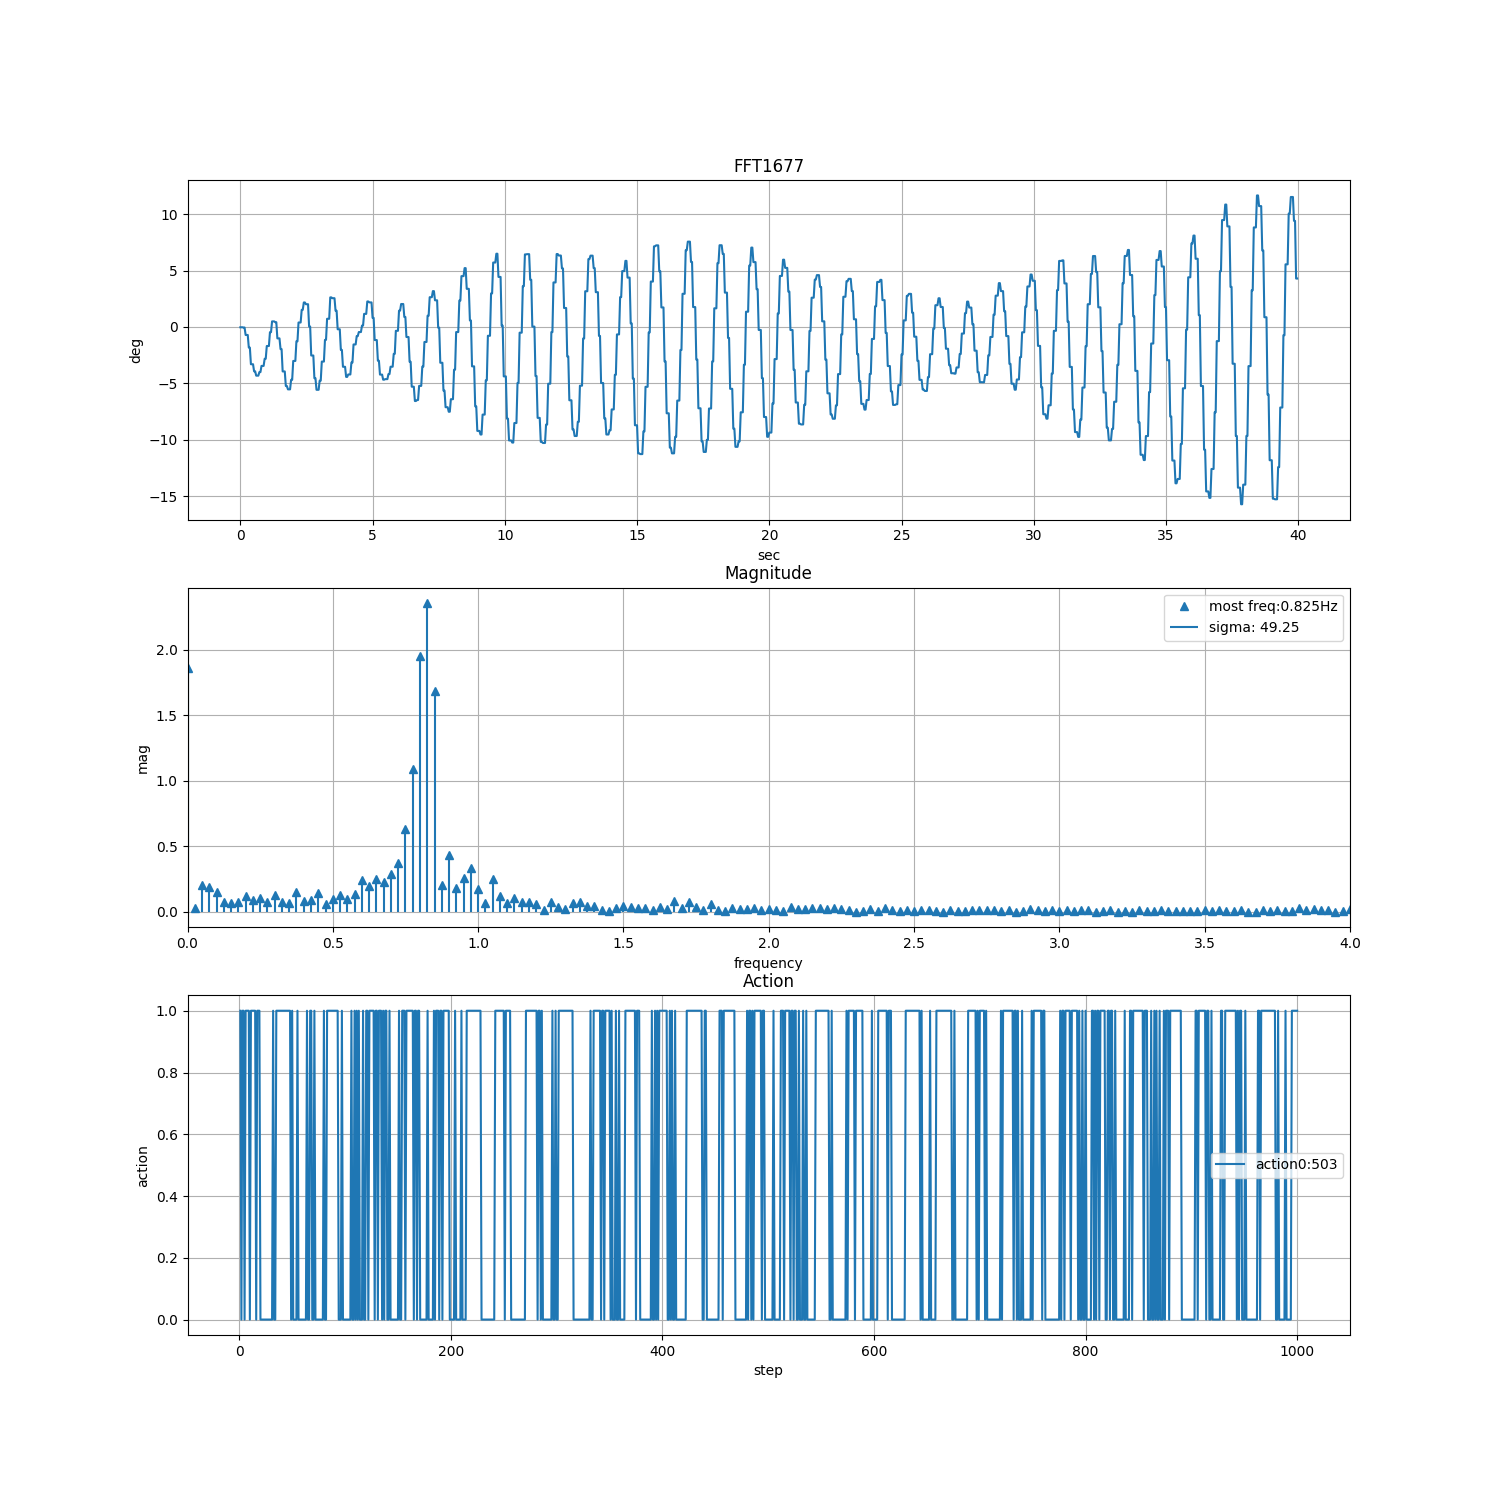 FFT1677
10
5
0
−5
−10
−15
deg
0 5 10 15 20 25 30 35 40
sec
Magnitude
most freq:0.825Hz
sigma: 49.25
2.0
1.5
1.0
0.5
0.0
mag
0.0 0.5 1.0 1.5 2.0 2.5 3.0 3.5 4.0
frequency
Action
1.0
0.8
0.6
0.4
0.2
0.0
action
action0:503
0 200 400 600 800 1000
step